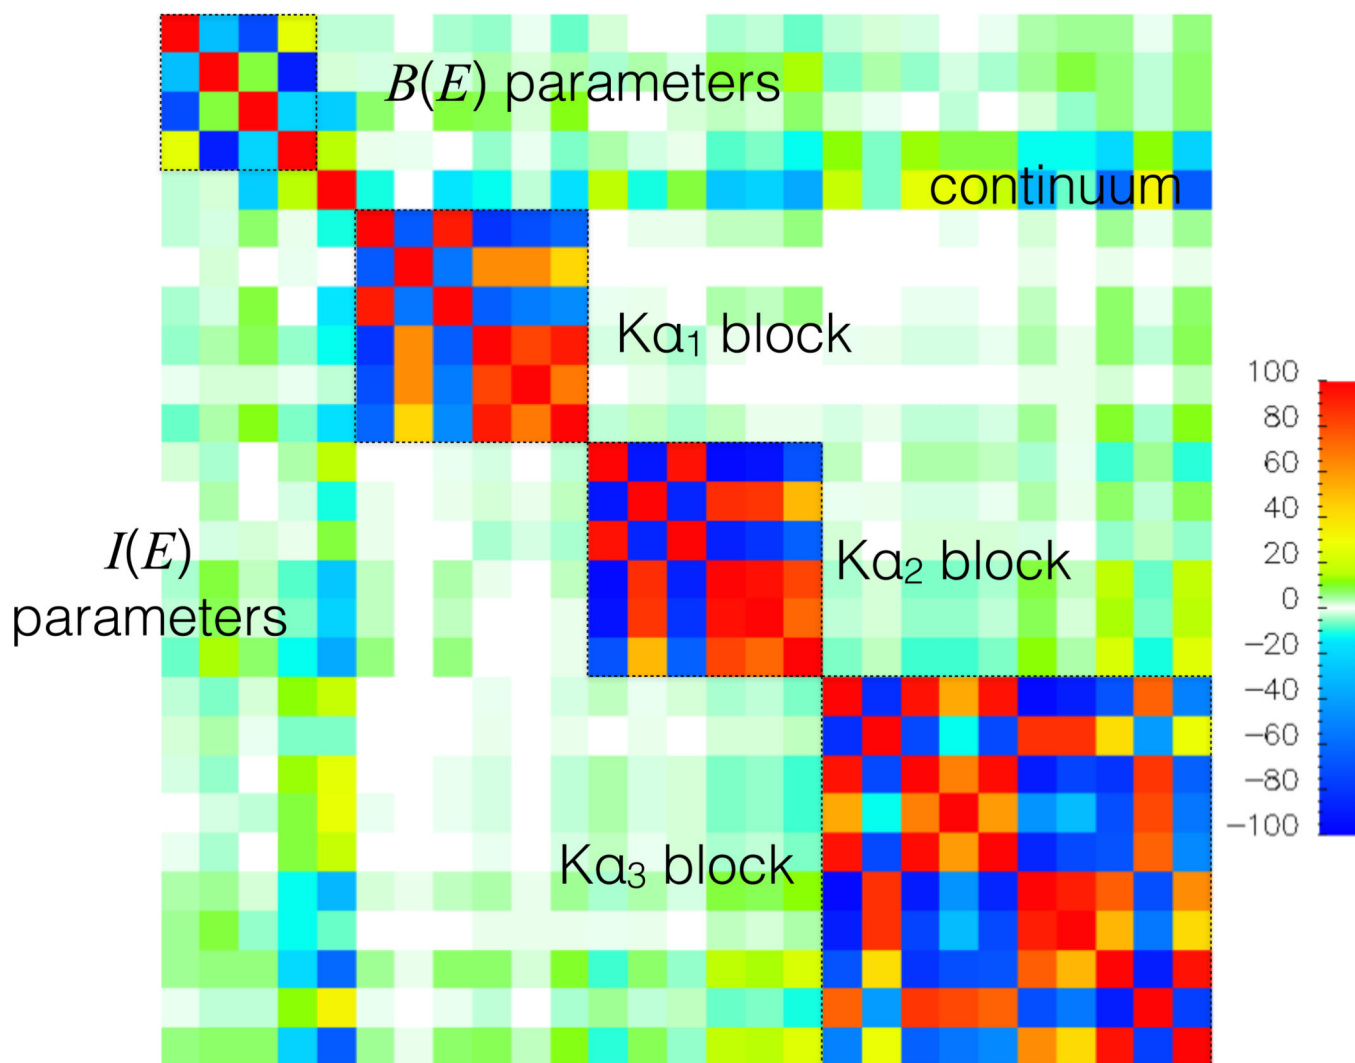 B(E) parameters
continuum
Kα₁ block
100
80
60
40
20
0
−20
−40
−60
−80
−100
I(E)
parameters
Kα₂ block
Kα₃ block